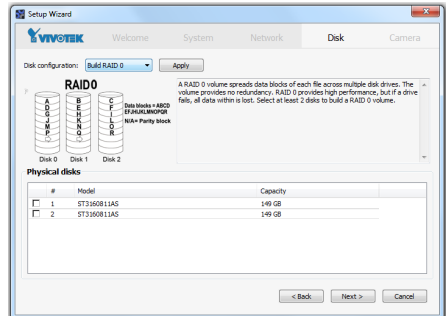 Setup Wizard
VIVOTEK
Welcome
System
Network
Disk
Camera
Disk configuration: Build RAID 0
Apply
RAID0
A RAID 0 volume spreads data blocks of each file across multiple disk drives. The
volume provides no redundancy. RAID 0 provides high performance, but if a drive
fails, all data within is lost. Select at least 2 disks to build a RAID 0 volume.
A
D
G
J
M
P
B
E
H
K
N
Q
C
F
I
L
O
R
Data blocks = ABCD
EFJHIJKLMNOPQR
N/A= Parity block
Disk 0
Disk 1
Disk 2
Physical disks
# Model Capacity
1 ST3160811AS 149 GB
2 ST3160811AS 149 GB
< Back
Next >
Cancel